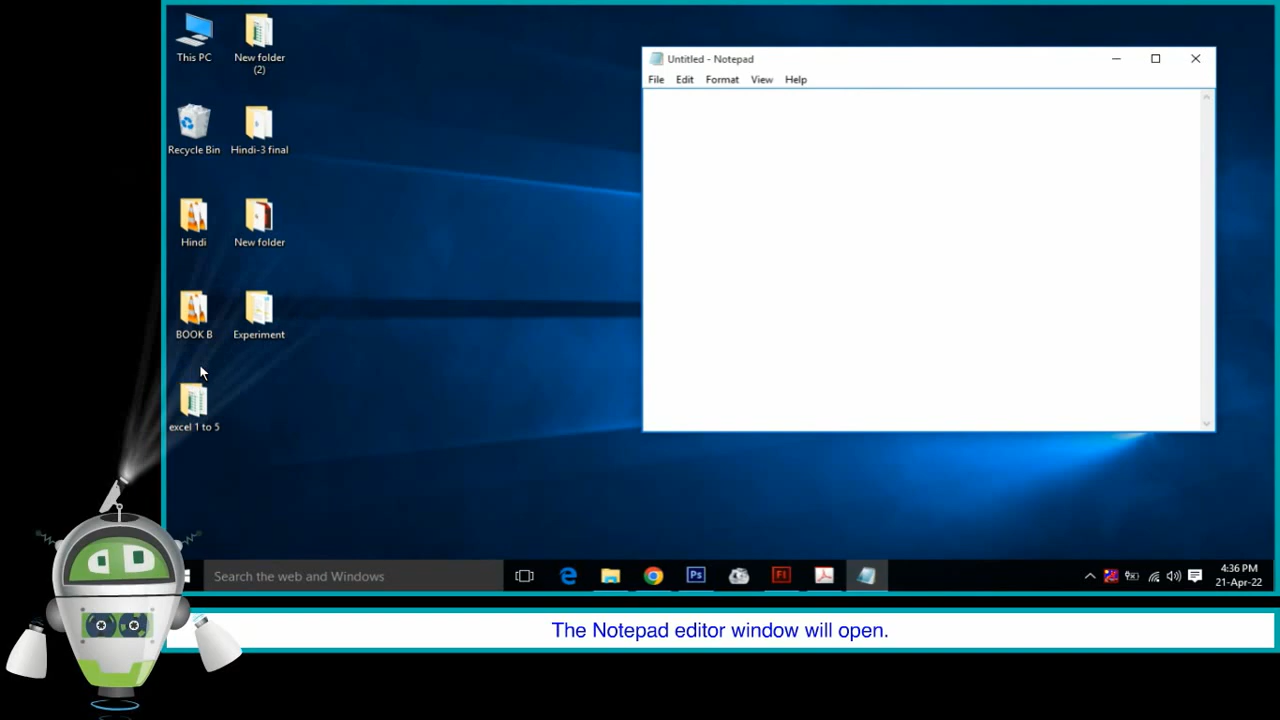 This PC
New folder
(2)
Recycle Bin
Hindi-3 final
Hindi
New folder
BOOK B
Experiment
excel 1 to 5
Untitled - Notepad
File Edit Format View Help
Search the web and Windows
Ps
Fl
4:36 PM
21-Apr-22
The Notepad editor window will open.